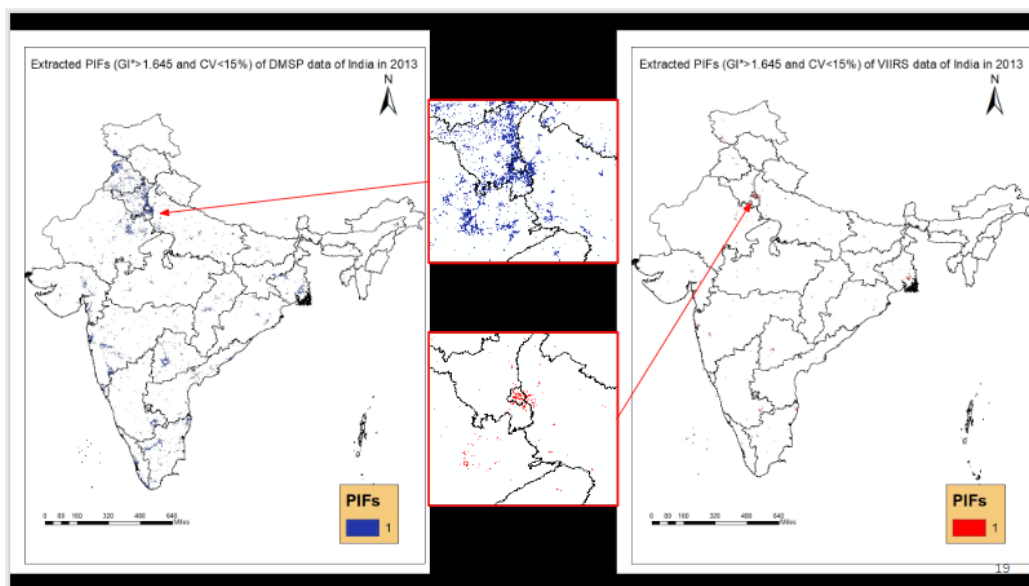 Extracted PIFs (GI*>1.645 and CV<15%) of DMSP data of India in 2013
N
PIFs
1
0 80 160 320 480 640
Miles
Extracted PIFs (GI*>1.645 and CV<15%) of VIIRS data of India in 2013
N
PIFs
1
0 80 160 320 480 640
Miles
19